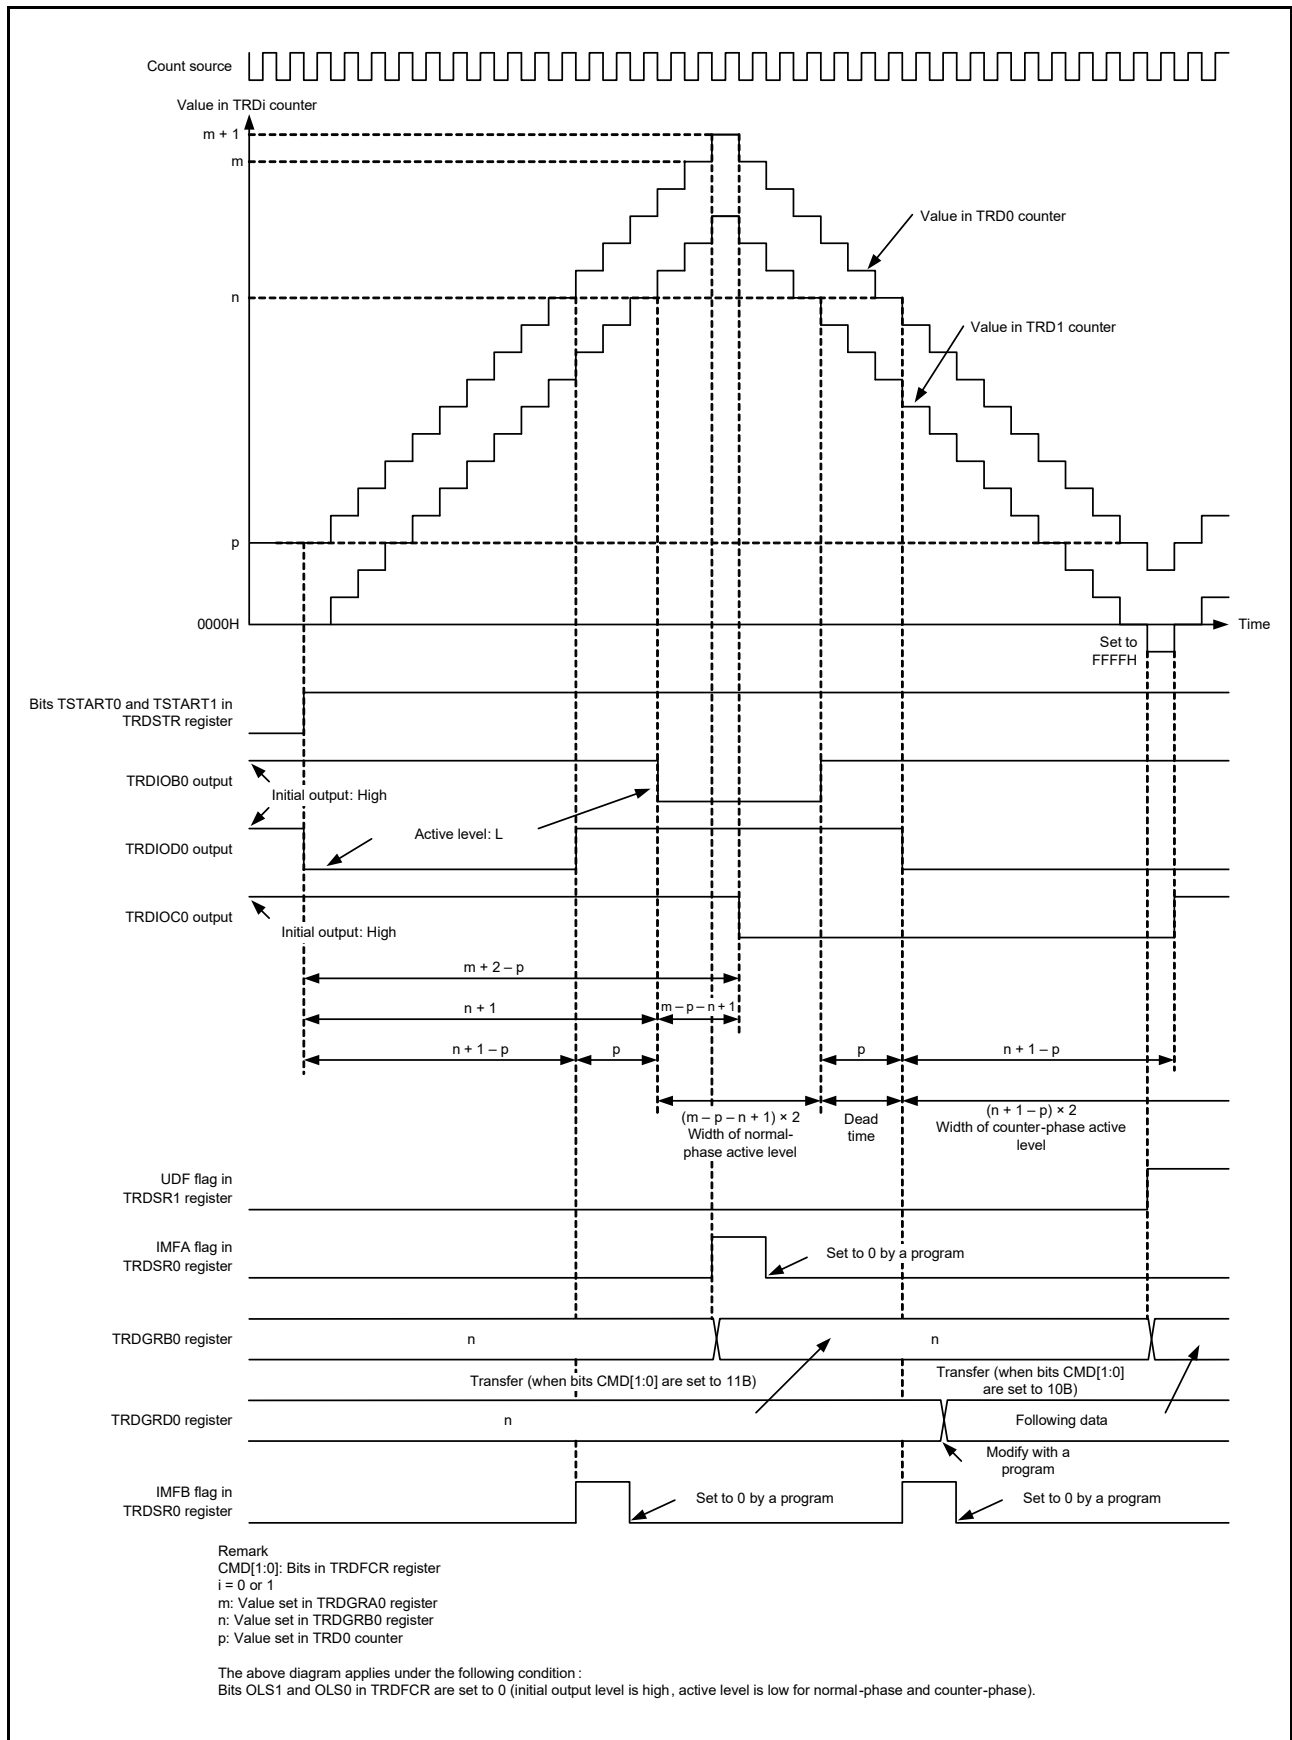 Count source
Value in TRDi counter
m + 1
m
Value in TRD0 counter
n
Value in TRD1 counter
p
0000H
Time
Set to
FFFFH
Bits TSTART0 and TSTART1 in
TRDSTR register
TRDIOB0 output
Initial output: High
Active level: L
TRDIOD0 output
TRDIOC0 output
Initial output: High
m + 2 – p
n + 1
m – p – n + 1
n + 1 – p
p
p
n + 1 – p
(m – p – n + 1) × 2
Width of normal-
phase active level
Dead
time
(n + 1 – p) × 2
Width of counter-phase active
level
UDF flag in
TRDSR1 register
IMFA flag in
TRDSR0 register
Set to 0 by a program
TRDGRB0 register
n
n
Transfer (when bits CMD[1:0] are set to 11B)
Transfer (when bits CMD[1:0]
are set to 10B)
TRDGRD0 register
n
Following data
Modify with a
program
IMFB flag in
TRDSR0 register
Set to 0 by a program
Set to 0 by a program
Remark
CMD[1:0]: Bits in TRDFCR register
i = 0 or 1
m: Value set in TRDGRA0 register
n: Value set in TRDGRB0 register
p: Value set in TRD0 counter
The above diagram applies under the following condition :
Bits OLS1 and OLS0 in TRDFCR are set to 0 (initial output level is high, active level is low for normal-phase and counter-phase).